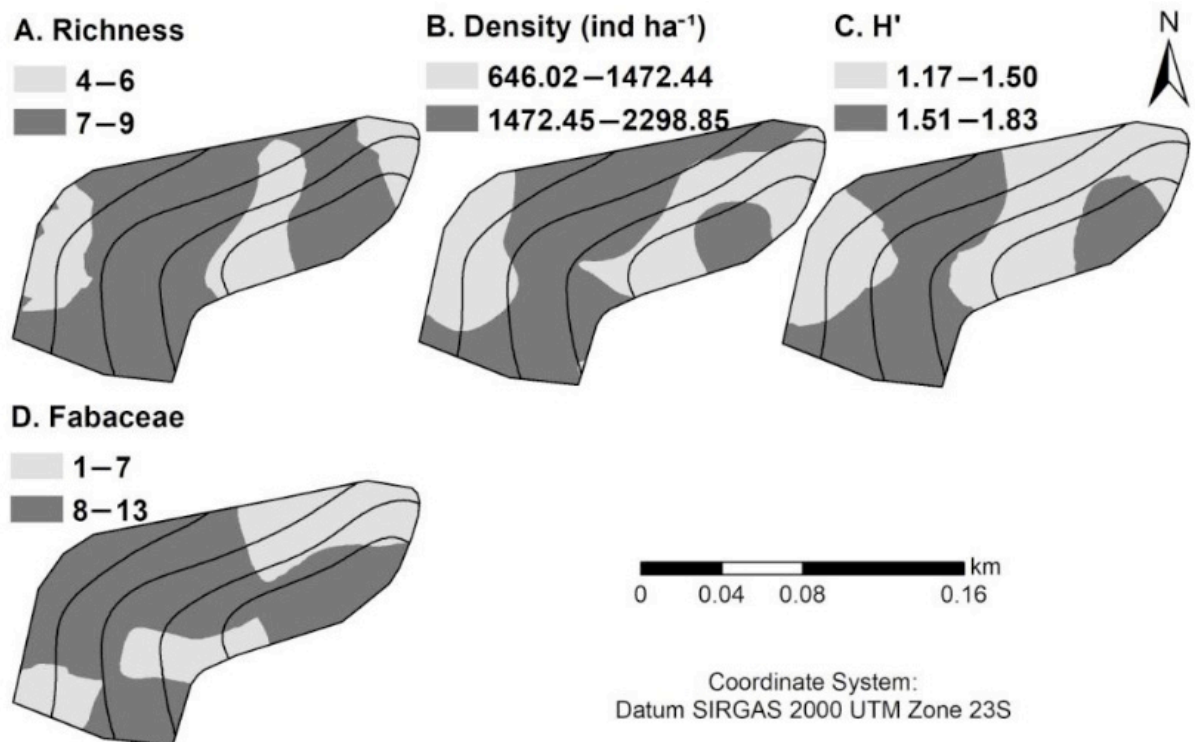 A. Richness
4–6
7–9
B. Density (ind ha⁻¹)
646.02–1472.44
1472.45–2298.85
C. H'
1.17–1.50
1.51–1.83
N
D. Fabaceae
1–7
8–13
km
0 0.04 0.08 0.16
Coordinate System:
Datum SIRGAS 2000 UTM Zone 23S